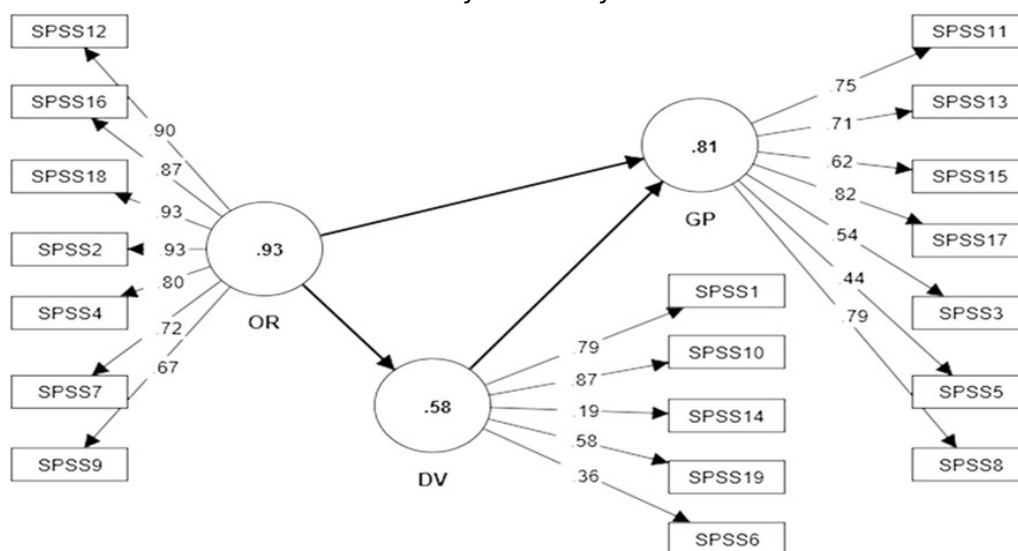 SPSS12
SPSS16
SPSS18
SPSS2
SPSS4
SPSS7
SPSS9
.90
.87
.93
.93
.80
.72
.67
.93
OR
.58
DV
.81
GP
.79
.87
.19
.58
.36
SPSS1
SPSS10
SPSS14
SPSS19
SPSS6
.75
.71
.62
.82
.54
.44
.79
SPSS11
SPSS13
SPSS15
SPSS17
SPSS3
SPSS5
SPSS8